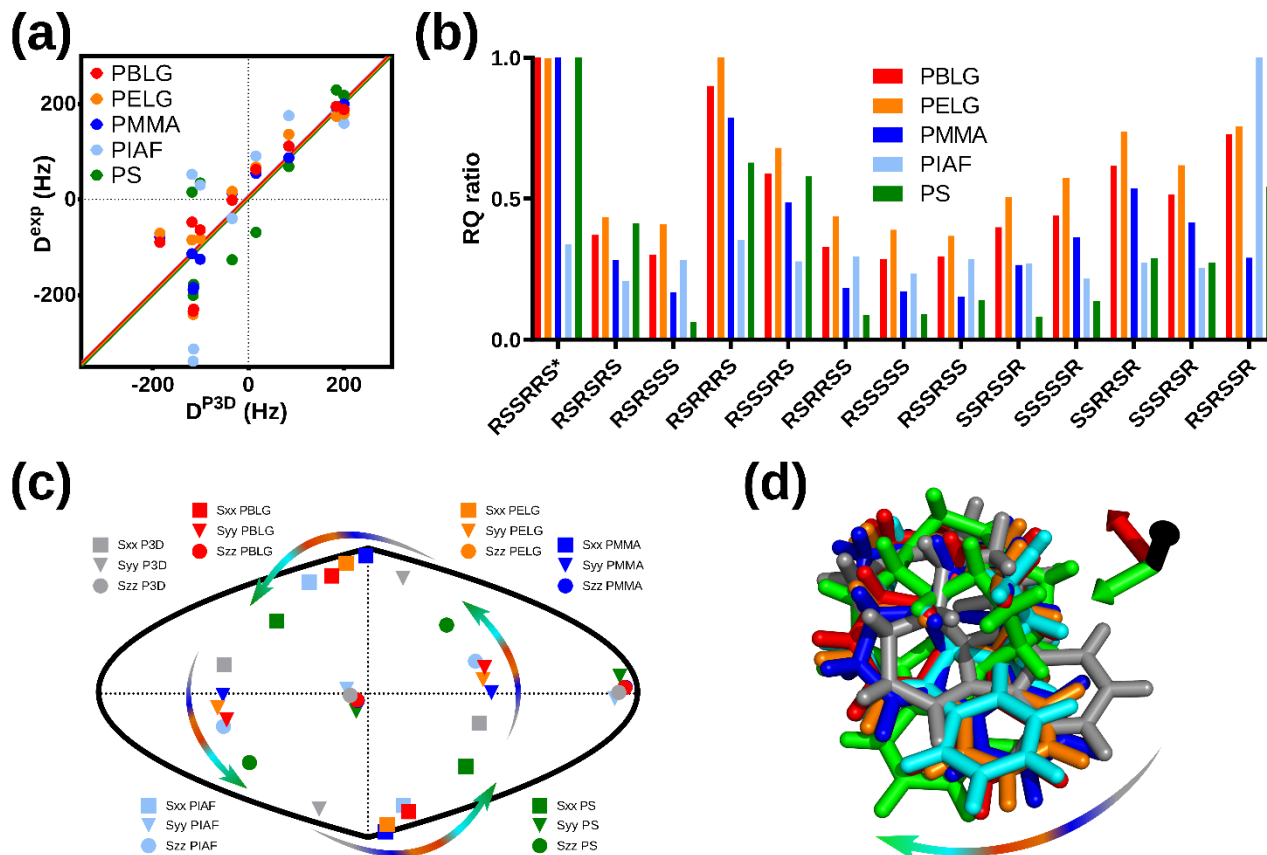 (a)
PBLG
PELG
PMMA
PIAF
PS
200
0
-200
D^exp (Hz)
-200 0 200
D^P3D (Hz)
(b)
1.0
0.5
0.0
RQ ratio
PBLG
PELG
PMMA
PIAF
PS
RSSRRS*
RSRSRS
RSRSSS
RSRRRS
RSSSRS
RSRRSS
RSSSSS
RSSRSS
SSRSSR
SSSSSR
SSRRSR
SSSRSR
RSRSSR
(c)
Sxx P3D
Syy P3D
Szz P3D
Sxx PBLG
Syy PBLG
Szz PBLG
Sxx PELG
Syy PELG
Szz PELG
Sxx PMMA
Syy PMMA
Szz PMMA
Sxx PIAF
Syy PIAF
Szz PIAF
Sxx PS
Syy PS
Szz PS
(d)